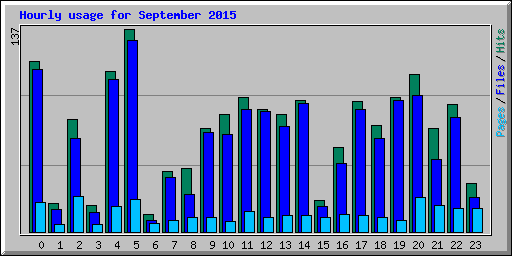 Hourly usage for September 2015
137
Pages/Files/Hits
0 1 2 3 4 5 6 7 8 9 10 11 12 13 14 15 16 17 18 19 20 21 22 23